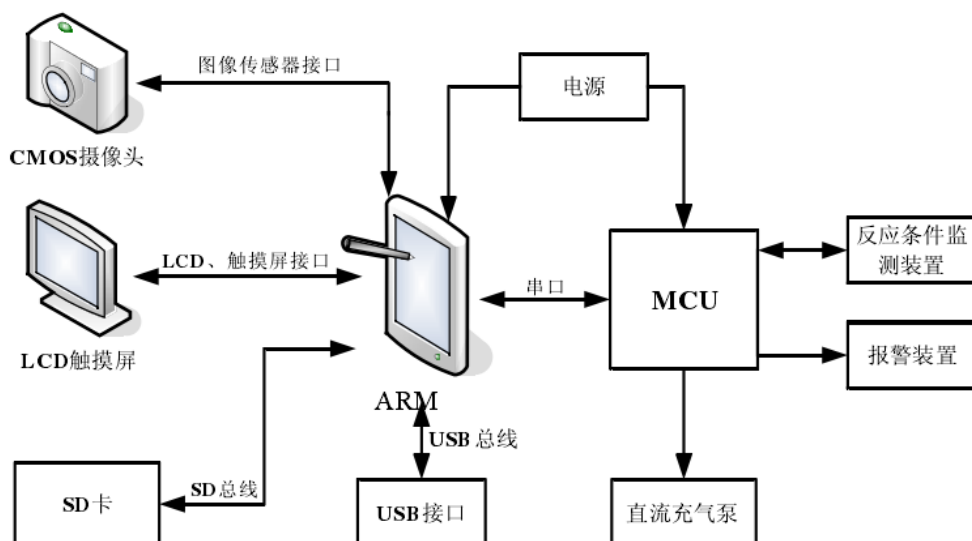 图像传感器接口
电源
CMOS摄像头
反应条件监
测装置
LCD、触摸屏接口
串口
MCU
LCD触摸屏
报警装置
ARM
USB总线
SD卡
SD总线
USB接口
直流充气泵